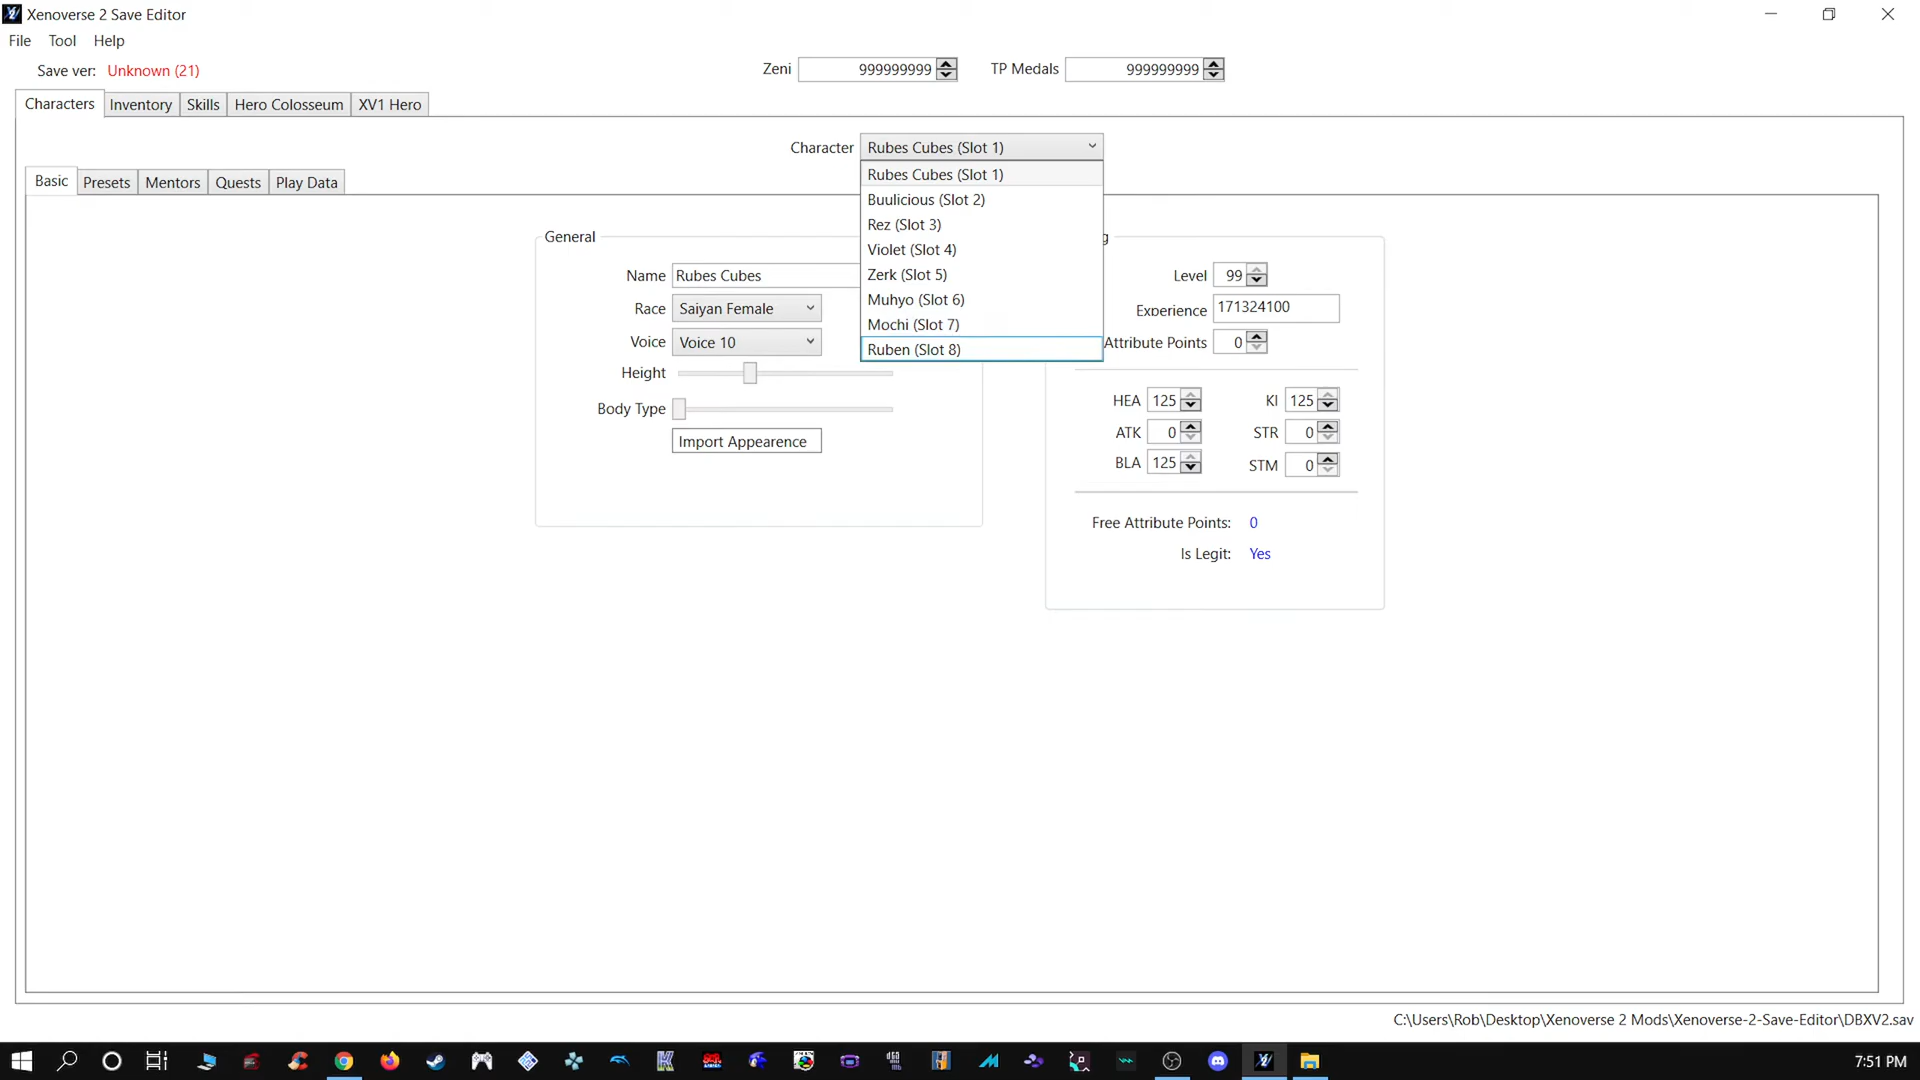 Xenoverse 2 Save Editor
File Tool Help
Save ver: Unknown (21)
Zeni 999999999 TP Medals 999999999
Characters Inventory Skills Hero Colosseum XV1 Hero
Character Rubes Cubes (Slot 1)
Rubes Cubes (Slot 1)
Buulicious (Slot 2)
Rez (Slot 3)
Violet (Slot 4)
Zerk (Slot 5)
Muhyo (Slot 6)
Mochi (Slot 7)
Ruben (Slot 8)
Basic Presets Mentors Quests Play Data
General
Name Rubes Cubes
Race Saiyan Female
Voice Voice 10
Height
Body Type
Import Appearence
g
Level 99
Experience 171324100
Attribute Points 0
HEA 125 KI 125
ATK 0 STR 0
BLA 125 STM 0
Free Attribute Points: 0
Is Legit: Yes
C:\Users\Rob\Desktop\Xenoverse 2 Mods\Xenoverse-2-Save-Editor\DBXV2.sav
7:51 PM